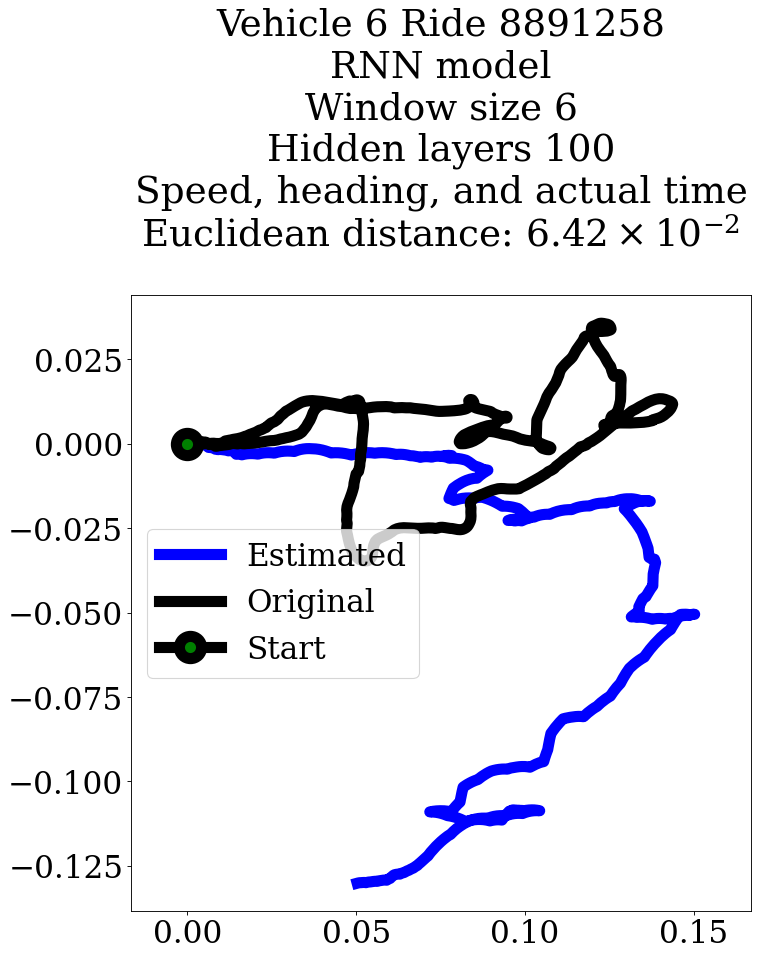 Vehicle 6 Ride 8891258
RNN model
Window size 6
Hidden layers 100
Speed, heading, and actual time
Euclidean distance: 6.42 × 10⁻²
0.025
0.000
−0.025
−0.050
−0.075
−0.100
−0.125
Estimated
Original
Start
0.00 0.05 0.10 0.15